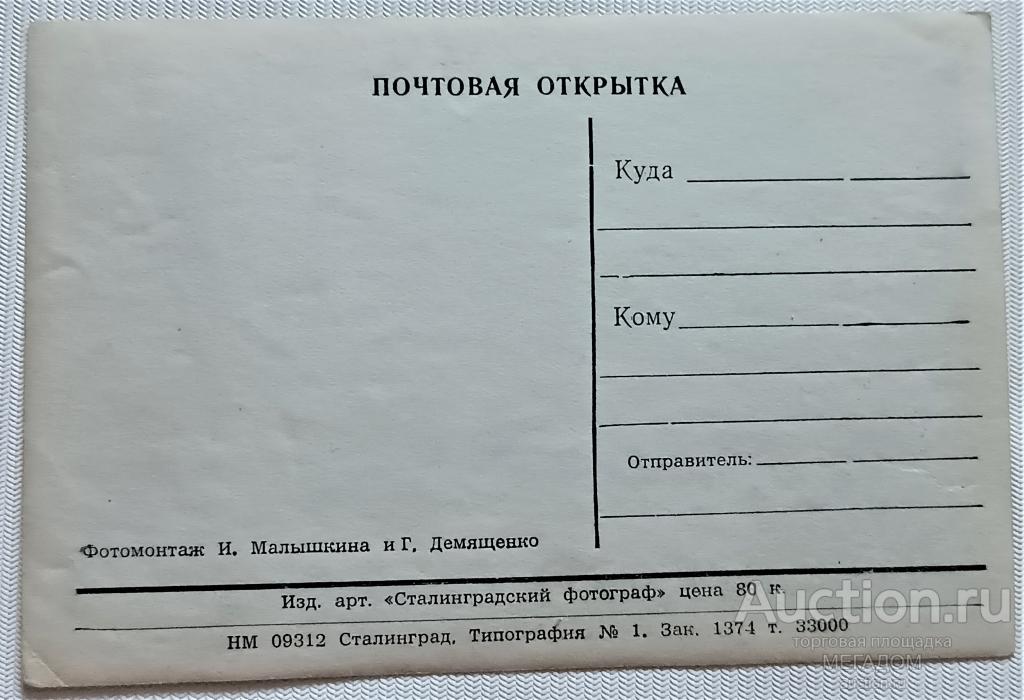 ПОЧТОВАЯ ОТКРЫТКА
Куда
Кому
Отправитель:
Фотомонтаж И. Малышкина и Г. Демященко
Изд. арт. «Сталинградский фотограф» цена 80 к.
НМ 09312 Сталинград, Типография № 1. Зак. 1374 т. 33000
Auction.ru
торговая площадка
МЕГАДОМ